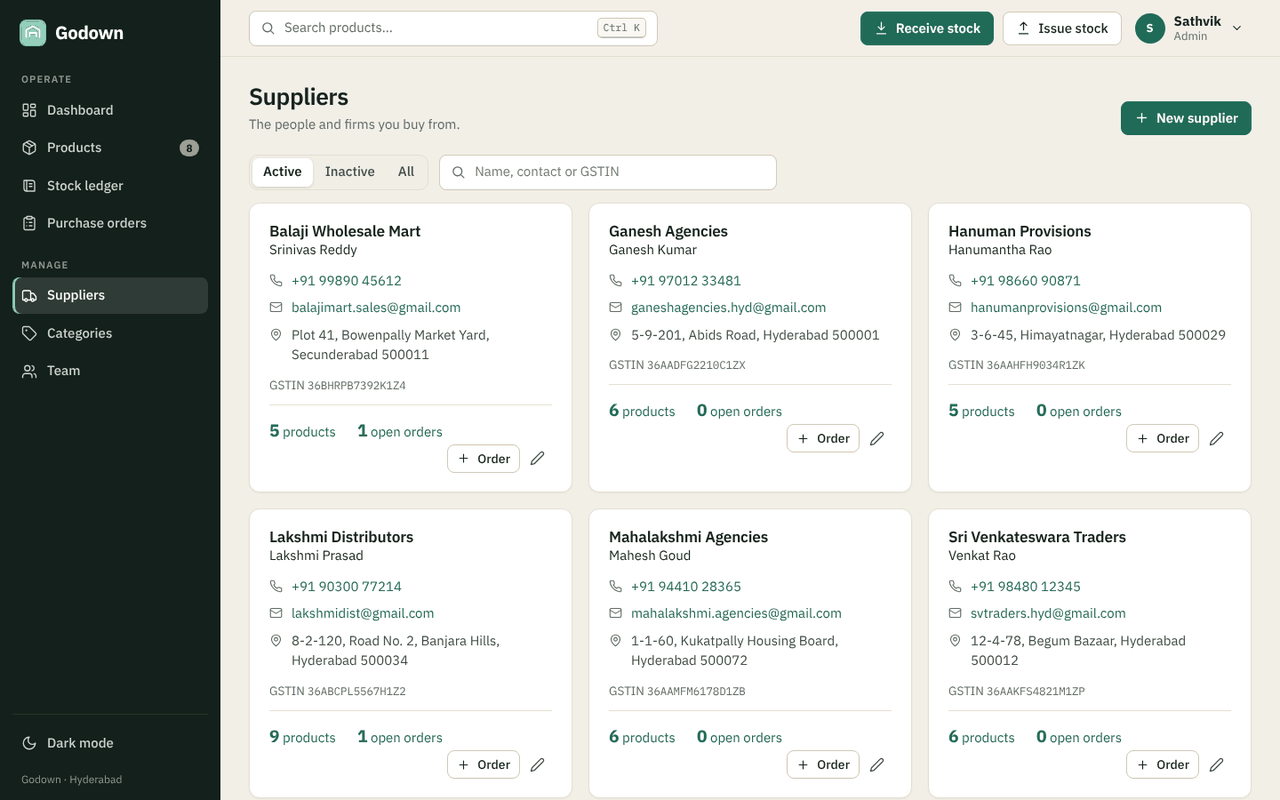 Godown
OPERATE
Dashboard
Products 8
Stock ledger
Purchase orders
MANAGE
Suppliers
Categories
Team
Dark mode
Godown · Hyderabad
Search products... Ctrl K
Receive stock
Issue stock
S
Sathvik
Admin
Suppliers
The people and firms you buy from.
New supplier
Active Inactive All
Name, contact or GSTIN
Balaji Wholesale Mart
Srinivas Reddy
+91 99890 45612
balajimart.sales@gmail.com
Plot 41, Bowenpally Market Yard,
Secunderabad 500011
GSTIN 36BHRPB7392K1Z4
5 products 1 open orders
Order
Ganesh Agencies
Ganesh Kumar
+91 97012 33481
ganeshagencies.hyd@gmail.com
5-9-201, Abids Road, Hyderabad 500001
GSTIN 36AADFG2210C1ZX
6 products 0 open orders
Order
Hanuman Provisions
Hanumantha Rao
+91 98660 90871
hanumanprovisions@gmail.com
3-6-45, Himayatnagar, Hyderabad 500029
GSTIN 36AAHFH9034R1ZK
5 products 0 open orders
Order
Lakshmi Distributors
Lakshmi Prasad
+91 90300 77214
lakshmidist@gmail.com
8-2-120, Road No. 2, Banjara Hills,
Hyderabad 500034
GSTIN 36ABCPL5567H1Z2
9 products 1 open orders
Order
Mahalakshmi Agencies
Mahesh Goud
+91 94410 28365
mahalakshmi.agencies@gmail.com
1-1-60, Kukatpally Housing Board,
Hyderabad 500072
GSTIN 36AAMFM6178D1ZB
6 products 0 open orders
Order
Sri Venkateswara Traders
Venkat Rao
+91 98480 12345
svtraders.hyd@gmail.com
12-4-78, Begum Bazaar, Hyderabad
500012
GSTIN 36AAKFS4821M1ZP
6 products 0 open orders
Order